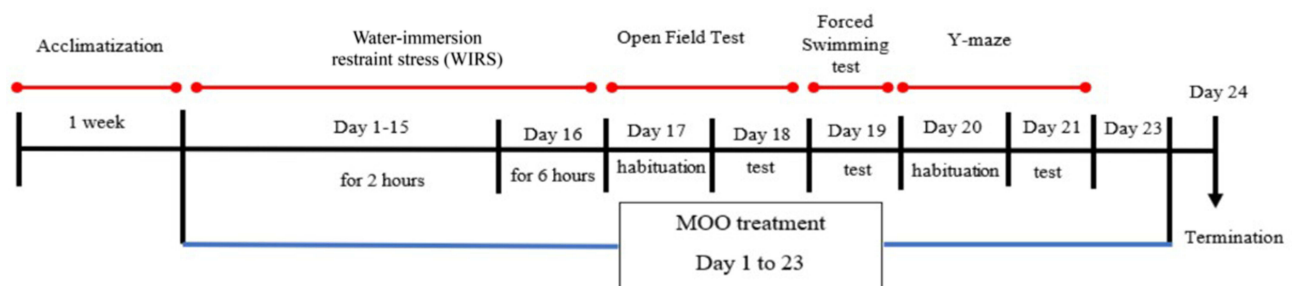 Acclimatization
Water-immersion
restraint stress (WIRS)
Open Field Test
Forced
Swimming
test
Y-maze
Day 24
1 week
Day 1-15
Day 16
Day 17
Day 18
Day 19
Day 20
Day 21
Day 23
for 2 hours
for 6 hours
habituation
test
test
habituation
test
MOO treatment
Day 1 to 23
Termination